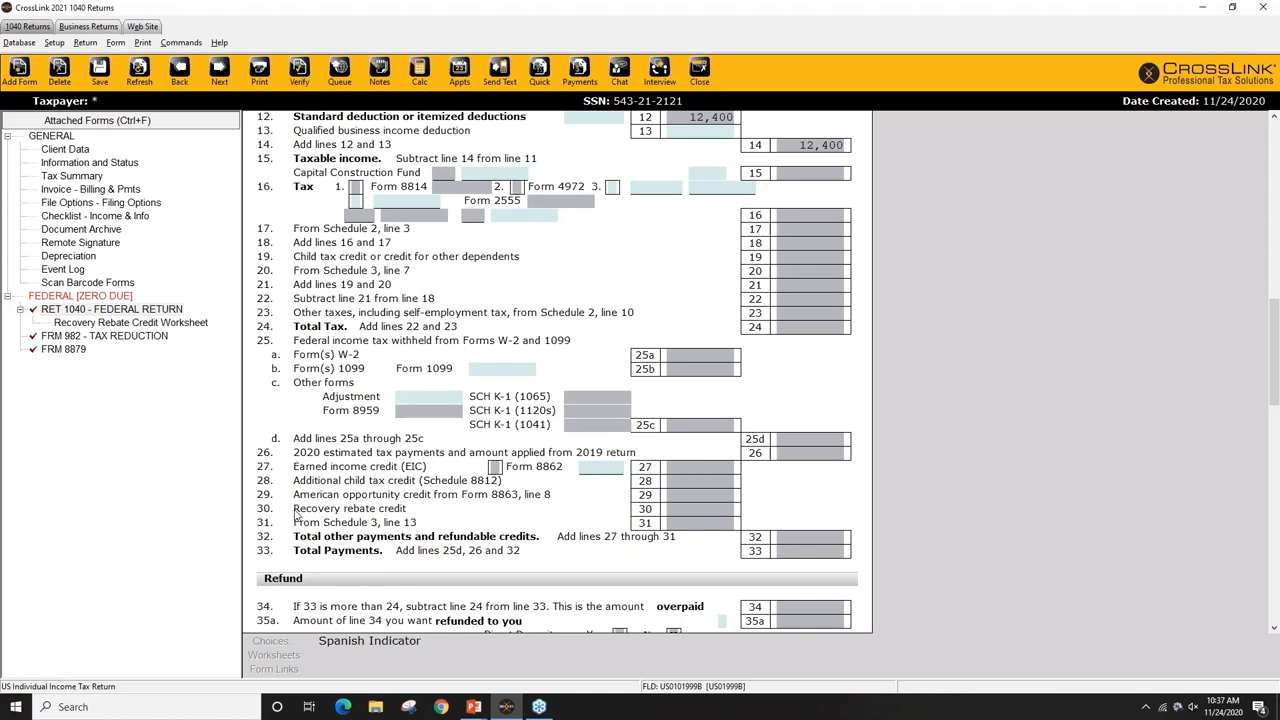 CrossLink 2021 1040 Returns
1040 Returns Business Returns Web Site
Database Setup Return Form Print Commands Help
Add Form Delete Save Refresh Back Next Print Verify Queue Notes Calc Appts Send Text Quick Payments Chat Interview Close
CROSSLINK
Professional Tax Solutions
Taxpayer: * SSN: 543-21-2121 Date Created: 11/24/2020
Attached Forms (Ctrl+F)
GENERAL
Client Data
Information and Status
Tax Summary
Invoice - Billing & Pmts
File Options - Filing Options
Checklist - Income & Info
Document Archive
Remote Signature
Depreciation
Event Log
Scan Barcode Forms
FEDERAL [ZERO DUE]
RET 1040 - FEDERAL RETURN
Recovery Rebate Credit Worksheet
FRM 982 - TAX REDUCTION
FRM 8879
12. Standard deduction or itemized deductions 12 12,400
13. Qualified business income deduction 13
14. Add lines 12 and 13 14 12,400
15. Taxable income. Subtract line 14 from line 11
Capital Construction Fund 15
16. Tax 1. Form 8814 2. Form 4972 3.
Form 2555
16
17. From Schedule 2, line 3 17
18. Add lines 16 and 17 18
19. Child tax credit or credit for other dependents 19
20. From Schedule 3, line 7 20
21. Add lines 19 and 20 21
22. Subtract line 21 from line 18 22
23. Other taxes, including self-employment tax, from Schedule 2, line 10 23
24. Total Tax. Add lines 22 and 23 24
25. Federal income tax withheld from Forms W-2 and 1099
a. Form(s) W-2 25a
b. Form(s) 1099 Form 1099 25b
c. Other forms
Adjustment SCH K-1 (1065)
Form 8959 SCH K-1 (1120s)
SCH K-1 (1041) 25c
d. Add lines 25a through 25c 25d
26. 2020 estimated tax payments and amount applied from 2019 return 26
27. Earned income credit (EIC) Form 8862 27
28. Additional child tax credit (Schedule 8812) 28
29. American opportunity credit from Form 8863, line 8 29
30. Recovery rebate credit 30
31. From Schedule 3, line 13 31
32. Total other payments and refundable credits. Add lines 27 through 31 32
33. Total Payments. Add lines 25d, 26 and 32 33
Refund
34. If 33 is more than 24, subtract line 24 from line 33. This is the amount overpaid 34
35a. Amount of line 34 you want refunded to you 35a
Choices Spanish Indicator
Worksheets
Form Links
US Individual Income Tax Return FLD: US0101999B [US01999B]
Search
10:37 AM
11/24/2020
4